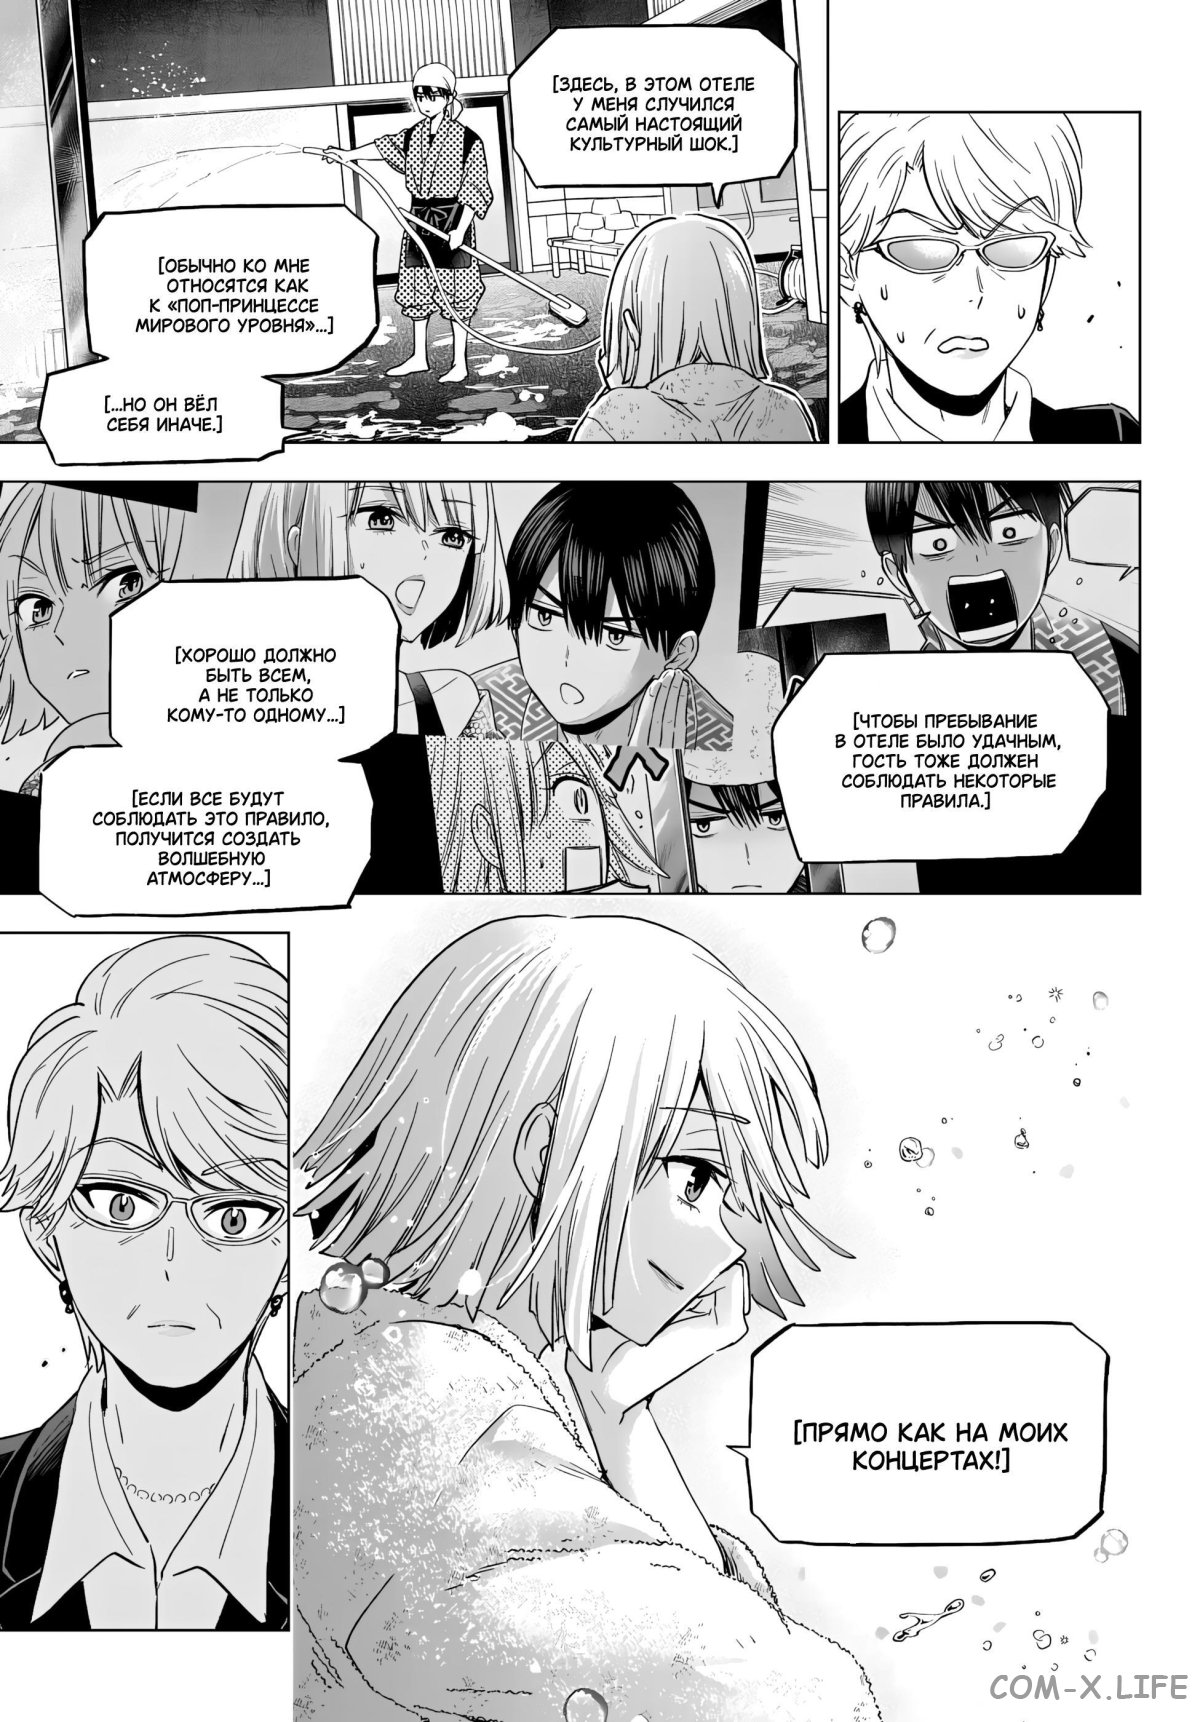 [ЗДЕСЬ, В ЭТОМ ОТЕЛЕ
У МЕНЯ СЛУЧИЛСЯ
САМЫЙ НАСТОЯЩИЙ
КУЛЬТУРНЫЙ ШОК.]
[ОБЫЧНО КО МНЕ
ОТНОСЯТСЯ КАК
К «ПОП-ПРИНЦЕССЕ
МИРОВОГО УРОВНЯ»...]
[...НО ОН ВЁЛ
СЕБЯ ИНАЧЕ.]
[ЧТОБЫ ПРЕБЫВАНИЕ
В ОТЕЛЕ БЫЛО УДАЧНЫМ,
ГОСТЬ ТОЖЕ ДОЛЖЕН
СОБЛЮДАТЬ НЕКОТОРЫЕ
ПРАВИЛА.]
[ХОРОШО ДОЛЖНО
БЫТЬ ВСЕМ,
А НЕ ТОЛЬКО
КОМУ-ТО ОДНОМУ...]
[ЕСЛИ ВСЕ БУДУТ
СОБЛЮДАТЬ ЭТО ПРАВИЛО,
ПОЛУЧИТСЯ СОЗДАТЬ
ВОЛШЕБНУЮ
АТМОСФЕРУ...]
[ПРЯМО КАК НА МОИХ
КОНЦЕРТАХ!]
COM-X.LIFE